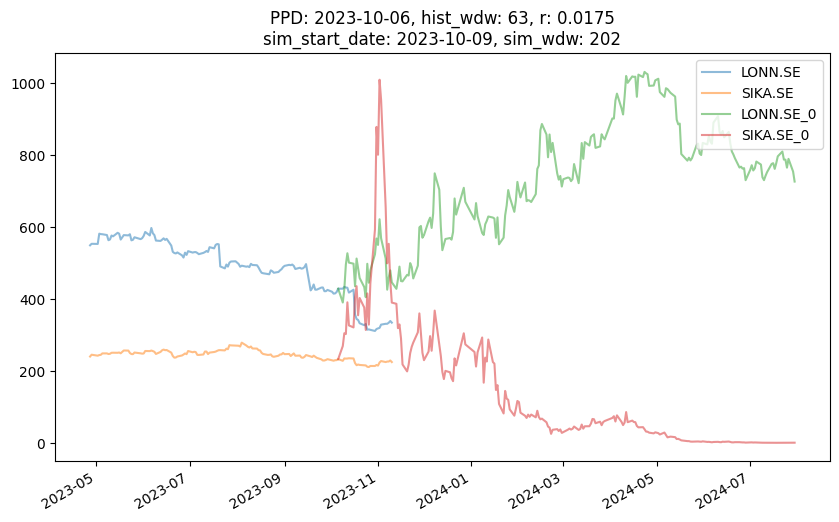 PPD: 2023-10-06, hist_wdw: 63, r: 0.0175
sim_start_date: 2023-10-09, sim_wdw: 202
1000
800
600
400
200
0
LONN.SE
SIKA.SE
LONN.SE_0
SIKA.SE_0
2023-05
2023-07
2023-09
2023-11
2024-01
2024-03
2024-05
2024-07